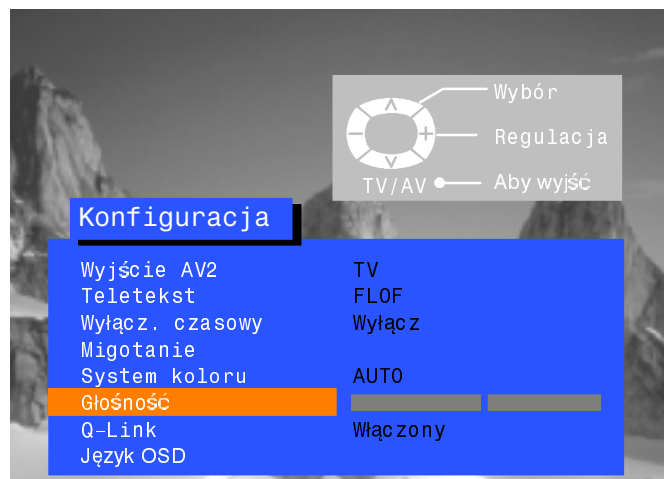 Wybór
Regulacja
TV/AV Aby wyjść
Konfiguracja
Wyjście AV2 TV
Teletekst FLOF
Wyłącz. czasowy Wyłącz
Migotanie
System koloru AUTO
Głośność
Q-Link Włączony
Język OSD